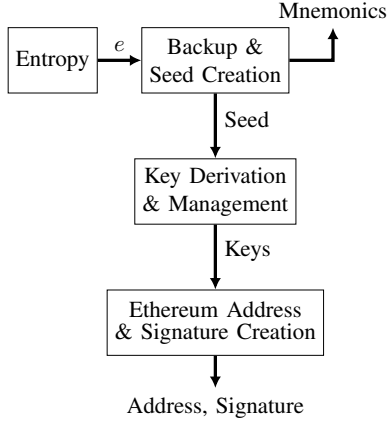 Mnemonics
Entropy
e
Backup &
Seed Creation
Seed
Key Derivation
& Management
Keys
Ethereum Address
& Signature Creation
Address, Signature